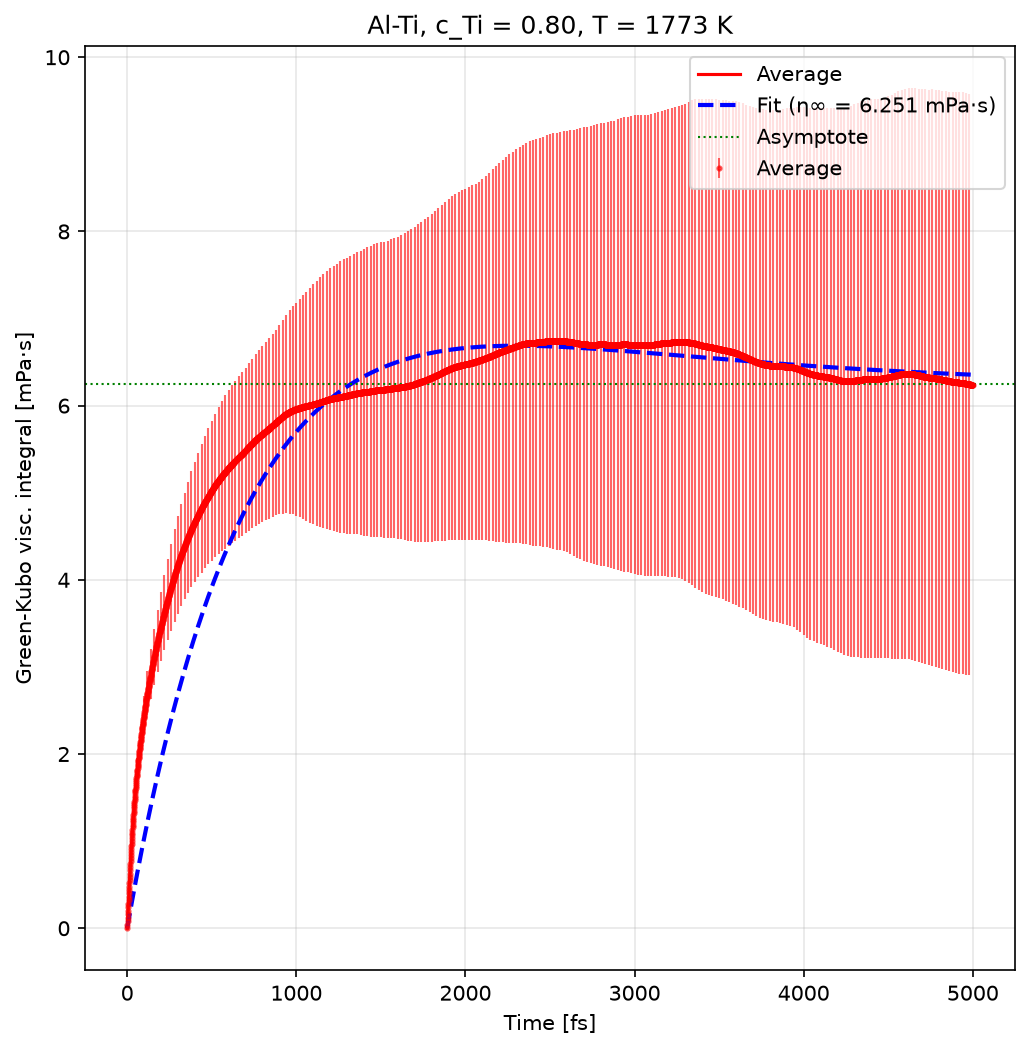 Al-Ti, c_Ti = 0.80, T = 1773 K
Average
Fit (η∞ = 6.251 mPa·s)
Asymptote
Average
Green-Kubo visc. integral [mPa·s]
10
8
6
4
2
0
0 1000 2000 3000 4000 5000
Time [fs]